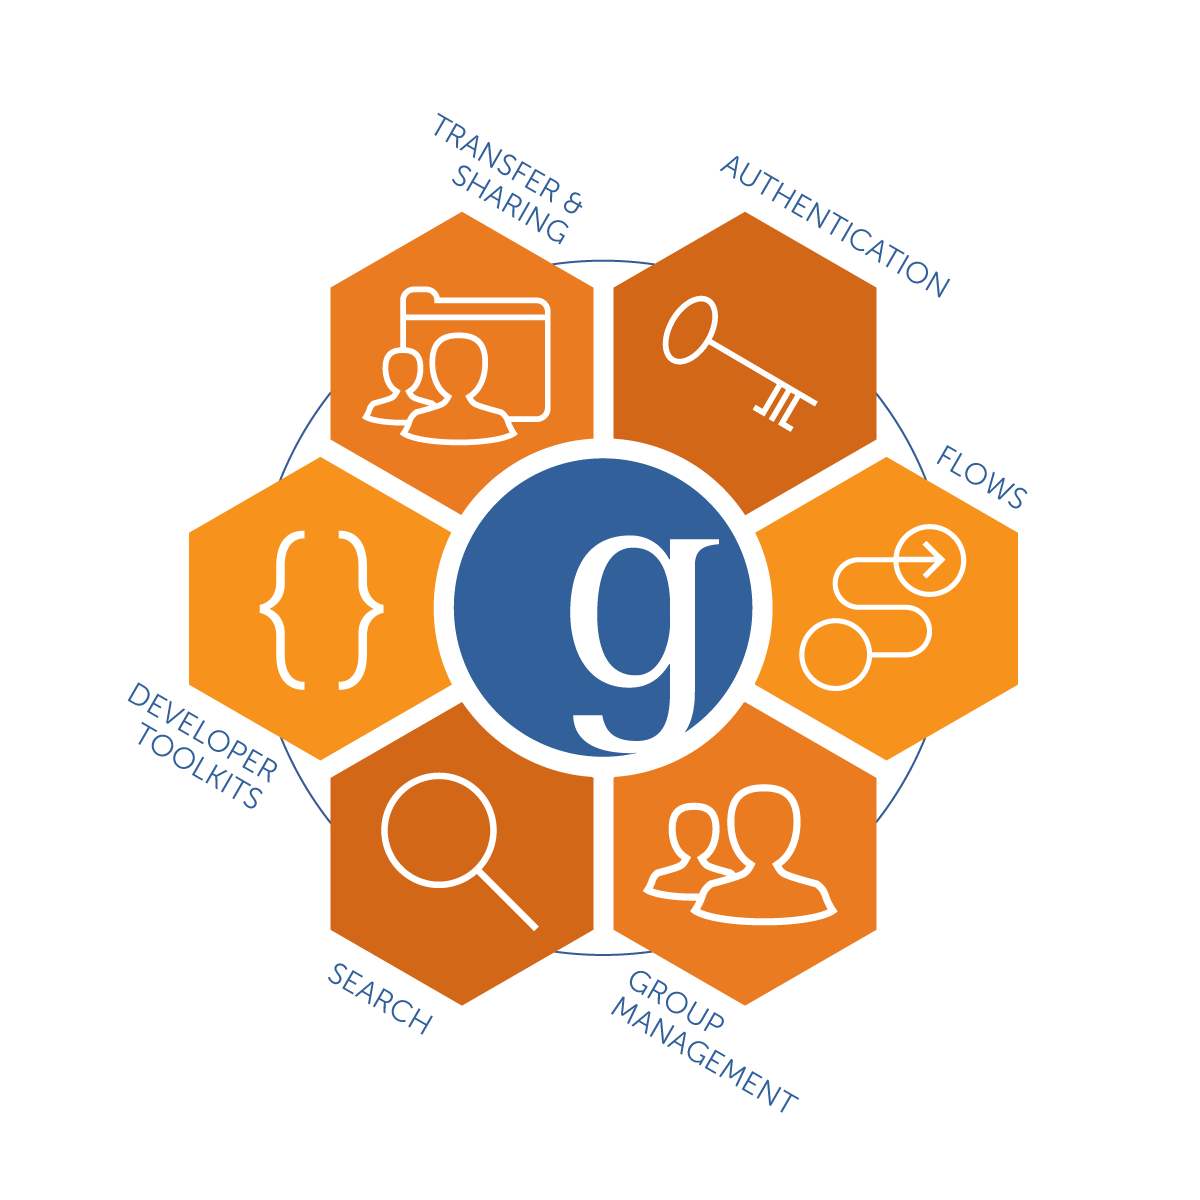 TRANSFER &
SHARING
AUTHENTICATION
FLOWS
g
DEVELOPER
TOOLKITS
SEARCH
GROUP
MANAGEMENT